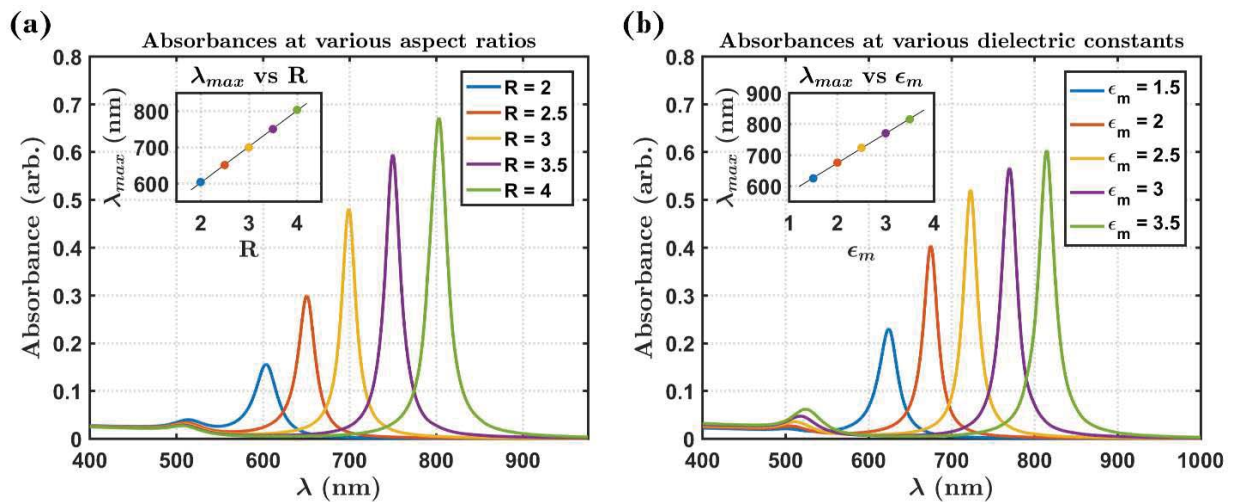 (a)
Absorbances at various aspect ratios
0.8
0.7
0.6
0.5
0.4
0.3
0.2
0.1
0
Absorbance (arb.)
400 500 600 700 800 900
λ (nm)
λmax vs R
800
700
600
λmax (nm)
2 3 4
R
R = 2
R = 2.5
R = 3
R = 3.5
R = 4
(b)
Absorbances at various dielectric constants
0.8
0.7
0.6
0.5
0.4
0.3
0.2
0.1
0
Absorbance (arb.)
400 500 600 700 800 900 1000
λ (nm)
λmax vs ϵm
900
800
700
600
λmax (nm)
1 2 3 4
ϵm
ϵm = 1.5
ϵm = 2
ϵm = 2.5
ϵm = 3
ϵm = 3.5